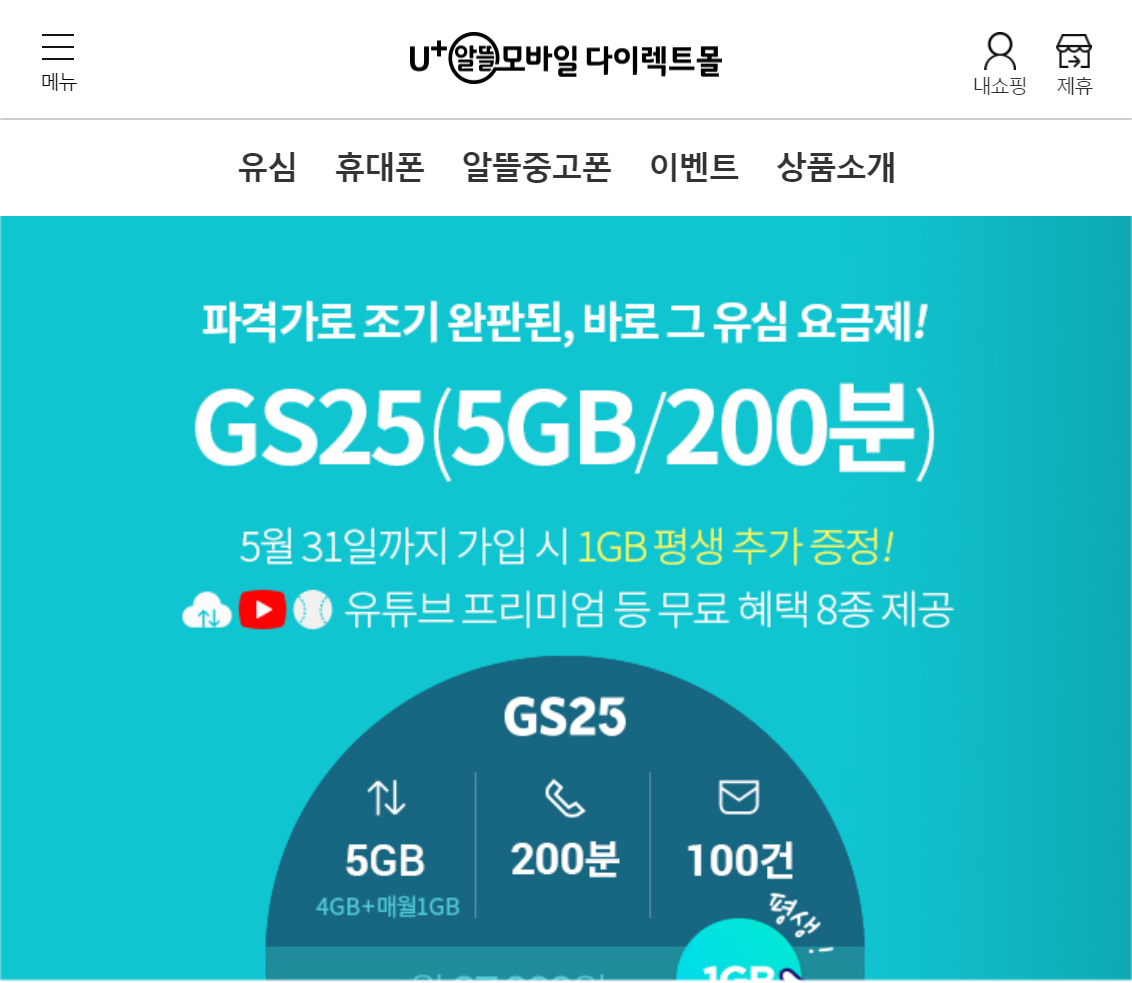 메뉴
U+알뜰모바일 다이렉트몰
내쇼핑
제휴
유심 휴대폰 알뜰중고폰 이벤트 상품소개
파격가로 조기 완판된, 바로 그 유심 요금제!
GS25(5GB/200분)
5월 31일까지 가입 시 1GB 평생 추가 증정!
유튜브 프리미엄 등 무료 혜택 8종 제공
GS25
5GB 200분 100건
4GB+매월1GB
평생!
1GB